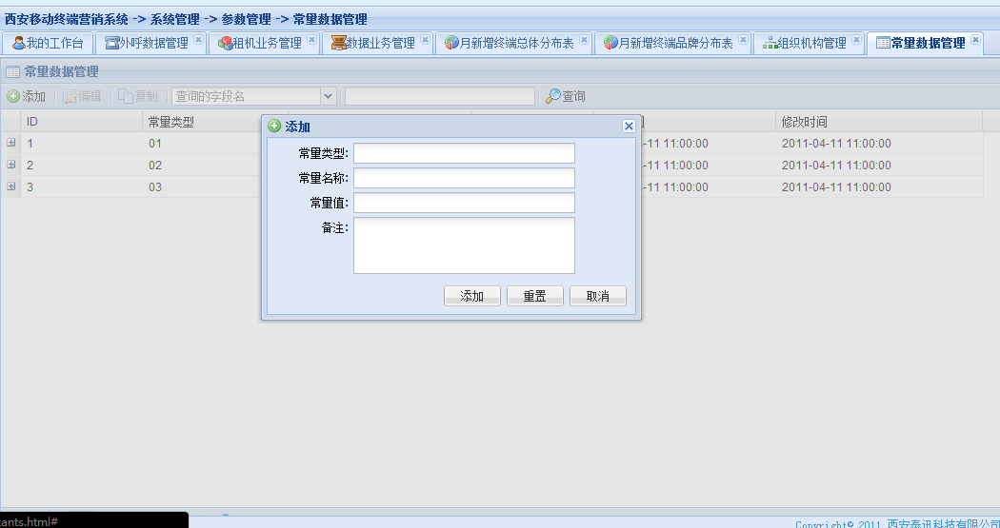 西安移动终端营销系统 -> 系统管理 -> 参数管理 -> 常量数据管理
我的工作台 外呼数据管理 租机业务管理 数据业务管理 月新增终端总体分布表 月新增终端品牌分布表 组织机构管理 常量数据管理
常量数据管理
添加 编辑 复制 查询的字段名 查询
ID 常量类型 修改时间
1 01 -11 11:00:00 2011-04-11 11:00:00
2 02 -11 11:00:00 2011-04-11 11:00:00
3 03 -11 11:00:00 2011-04-11 11:00:00
添加
常量类型:
常量名称:
常量值:
备注:
添加 重置 取消
tants.html#
Copyright© 2011 西安泰讯科技有限公司